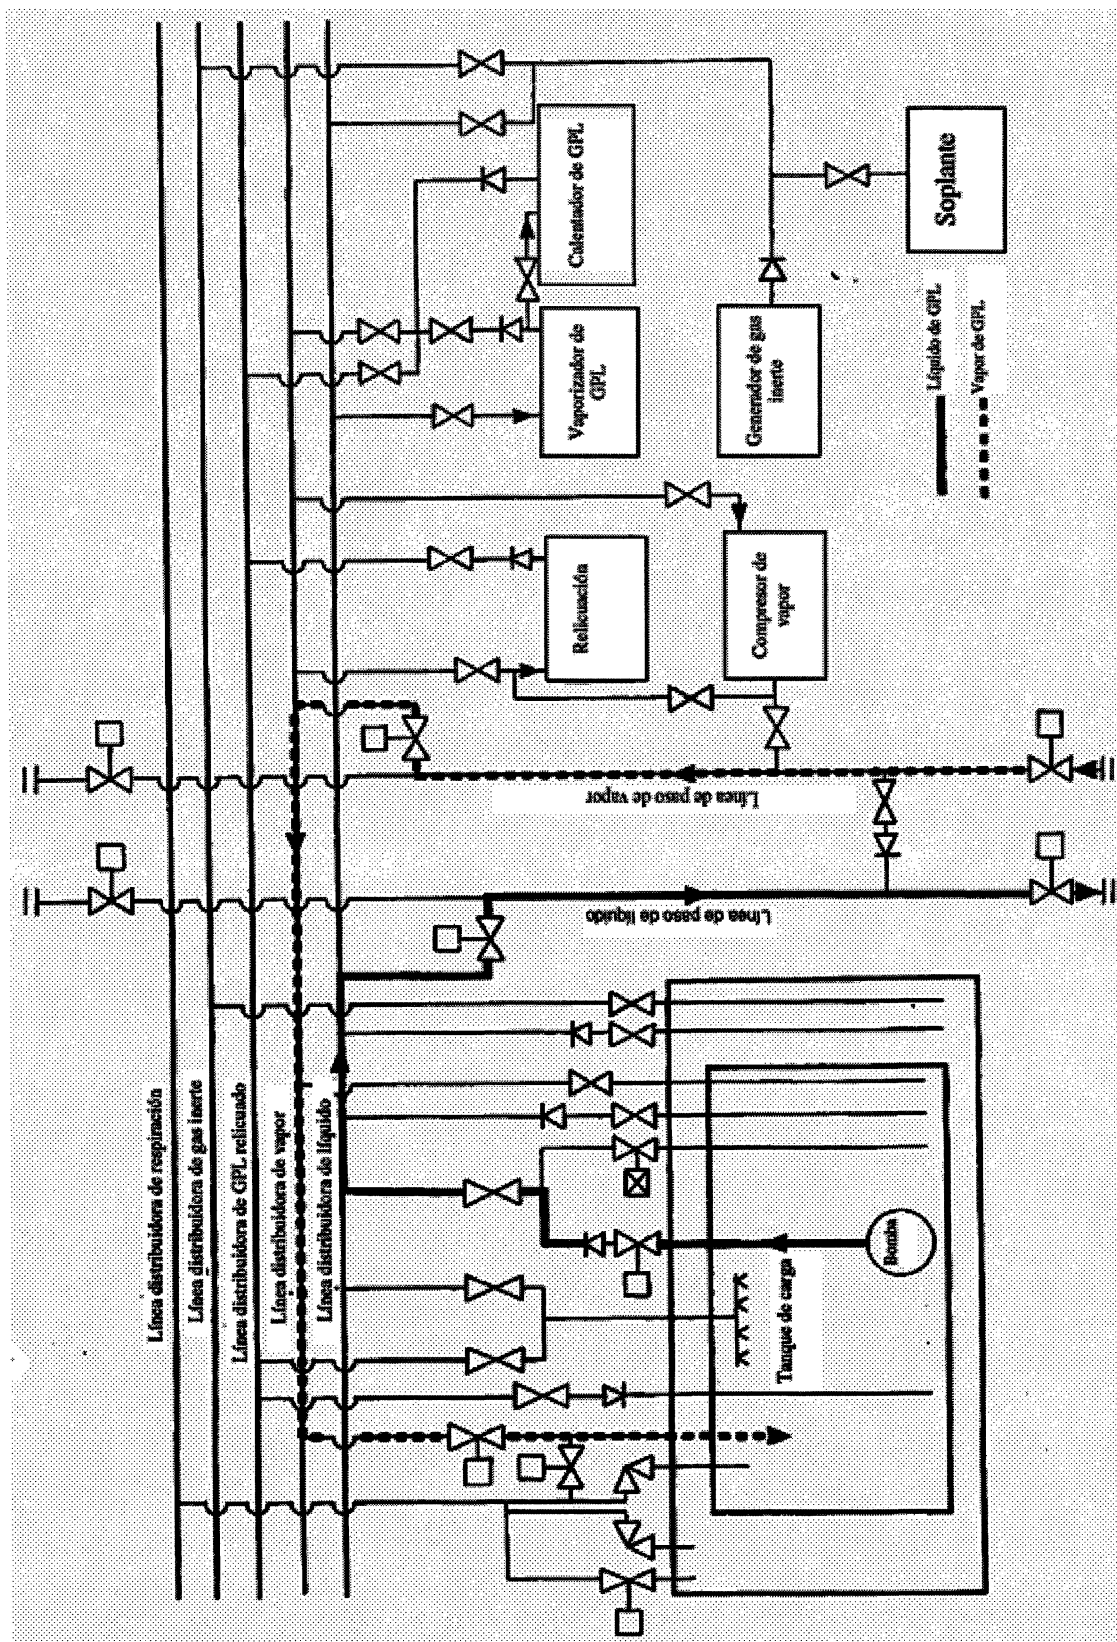 Línea distribuidora de respiración
Línea distribuidora de gas inerte
Línea distribuidora de GPL relicuado
Línea distribuidora de vapor
Línea distribuidora de líquido
Calentador de GPL
Vaporizador de
GPL
Soplante
Generador de gas
inerte
Líquido de GPL
Vapor de GPL
Relicuación
Compresor de
vapor
Línea de paso de vapor
Línea de paso de líquido
Bomba
Tanque de carga